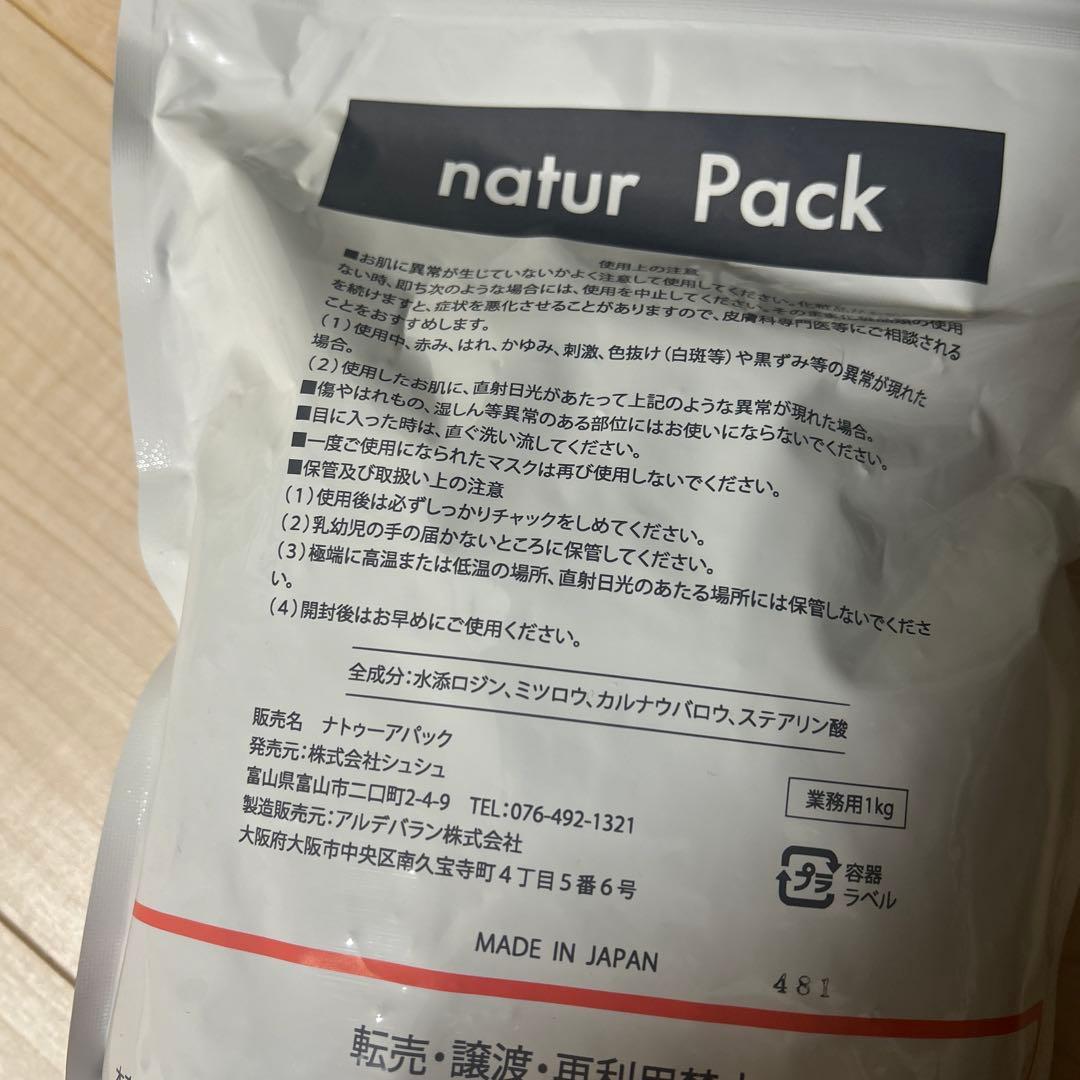 natur Pack
使用上の注意
■お肌に異常が生じていないかよく注意して使用してください。化粧品が
ない時、即ち次のような場合には、使用を中止してください。そのまま化粧品類の使用
を続けますと、症状を悪化させることがありますので、皮膚科専門医等にご相談される
ことをおすすめします。
(1)使用中、赤み、はれ、かゆみ、刺激、色抜け(白斑等)や黒ずみ等の異常が現れた
場合。
(2)使用したお肌に、直射日光があたって上記のような異常が現れた場合。
■傷やはれもの、湿しん等異常のある部位にはお使いにならないでください。
■目に入った時は、直ぐ洗い流してください。
■一度ご使用になられたマスクは再び使用しないでください。
■保管及び取扱い上の注意
(1)使用後は必ずしっかりチャックをしめてください。
(2)乳幼児の手の届かないところに保管してください。
(3)極端に高温または低温の場所、直射日光のあたる場所には保管しないでくださ
い。
(4)開封後はお早めにご使用ください。
全成分:水添ロジン、ミツロウ、カルナウバロウ、ステアリン酸
販売名 ナトゥーアパック
発売元:株式会社シュシュ
富山県富山市二口町2-4-9 TEL:076-492-1321
製造販売元:アルデバラン株式会社
大阪府大阪市中央区南久宝寺町4丁目5番6号
業務用1kg
プラ
容器
ラベル
MADE IN JAPAN
481
転売・譲渡・再利用禁止